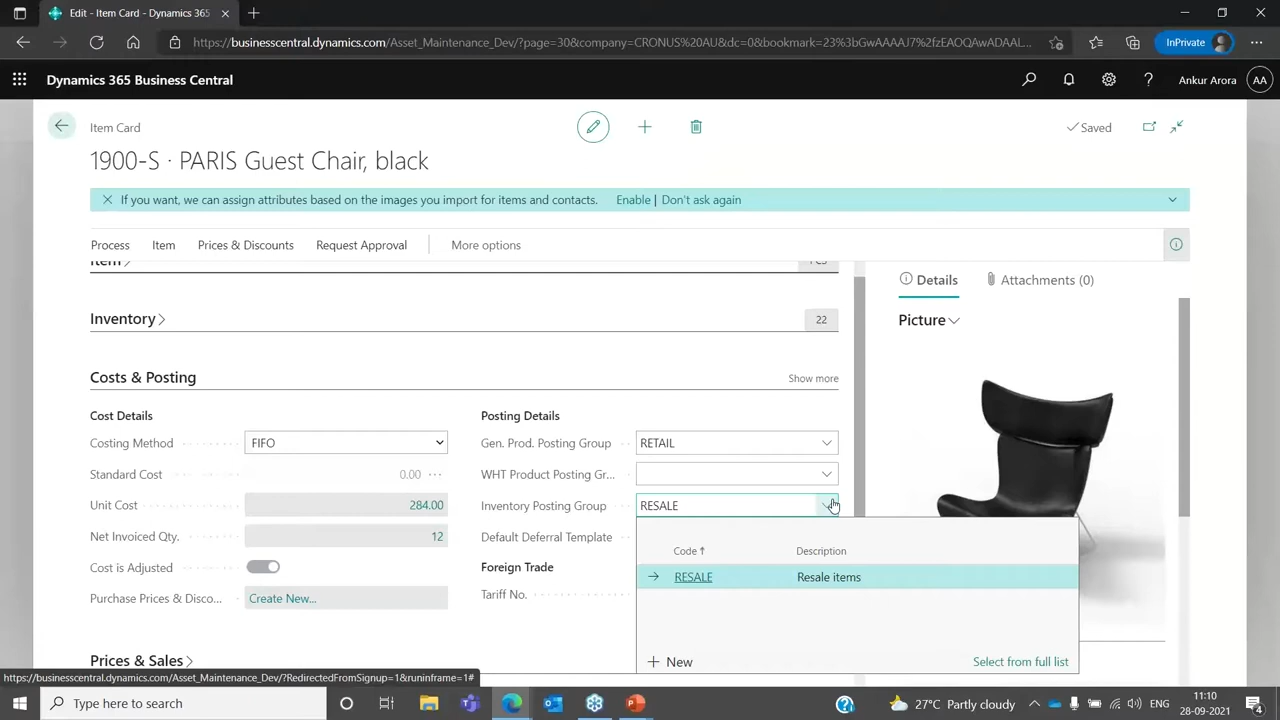 Edit - Item Card - Dynamics 365
https://businesscentral.dynamics.com/Asset_Maintenance_Dev/?page=30&company=CRONUS%20AU&dc=0&bookmark=23%3bGwAAAAJ7%2fzEAOQAwADAAL...
InPrivate
Dynamics 365 Business Central
Ankur Arora
AA
Item Card
Saved
1900-S · PARIS Guest Chair, black
If you want, we can assign attributes based on the images you import for items and contacts. Enable | Don't ask again
Process Item Prices & Discounts Request Approval More options
Item
PCS
Details
Attachments (0)
Inventory
22
Picture
Costs & Posting
Show more
Cost Details
Posting Details
Costing Method FIFO
Gen. Prod. Posting Group RETAIL
Standard Cost 0.00
WHT Product Posting Gr...
Unit Cost 284.00
Inventory Posting Group RESALE
Net Invoiced Qty. 12
Default Deferral Template
Code ↑ Description
Cost is Adjusted
Foreign Trade
RESALE Resale items
Purchase Prices & Disco... Create New...
Tariff No.
Prices & Sales
+ New
Select from full list
https://businesscentral.dynamics.com/Asset_Maintenance_Dev/?RedirectedFromSignup=1&runinframe=1#
Type here to search
27°C Partly cloudy
ENG
11:10
28-09-2021
4